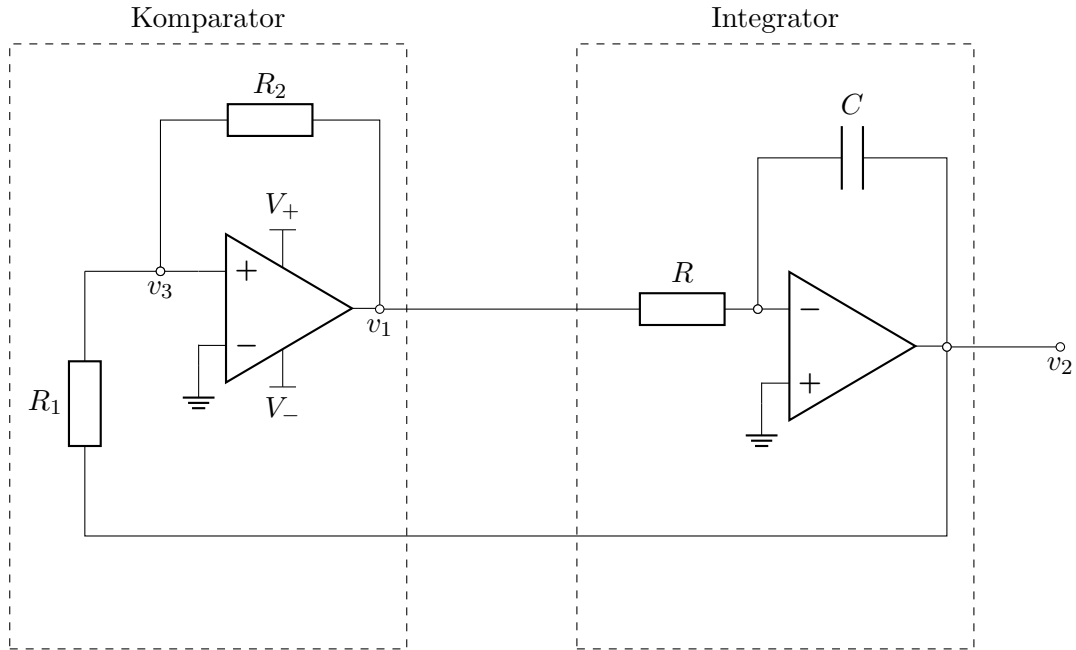 Komparator
Integrator
R₂
C
V₊
+
v₃
−
v₁
R
−
+
v₂
R₁
V₋